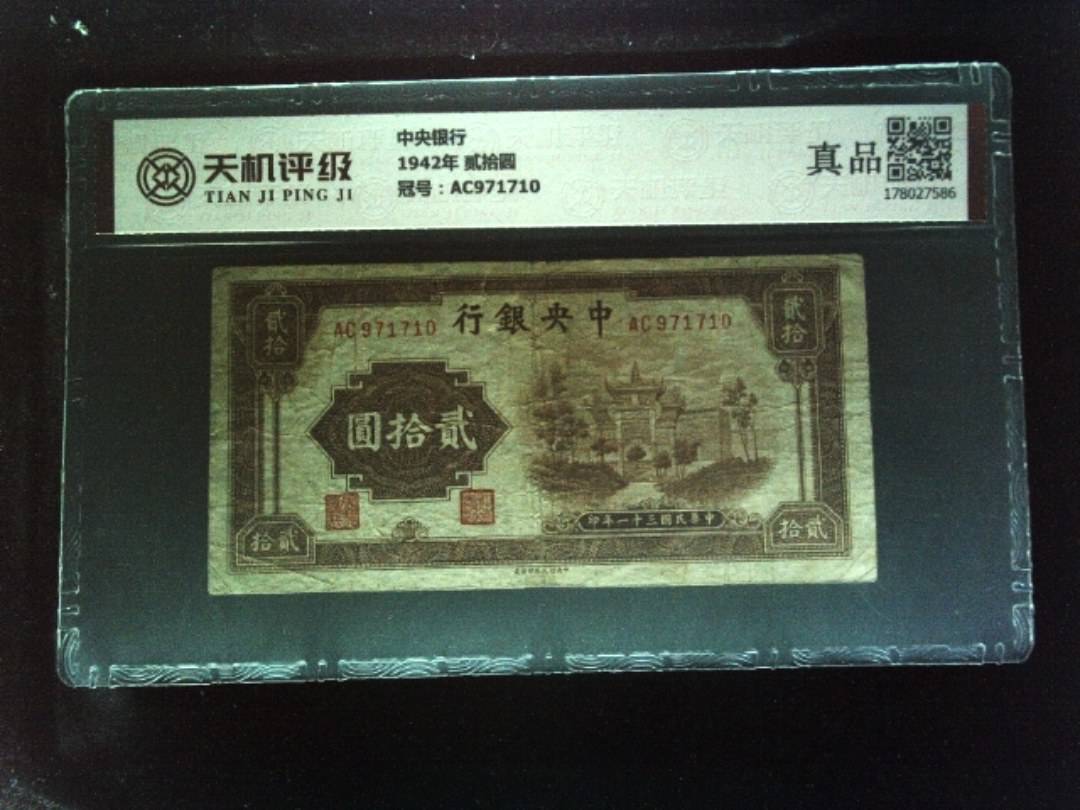 天机评级
TIAN JI PING JI
中央银行
1942年 贰拾圆
冠号：AC971710
真品
178027586
行銀央中
AC971710
AC971710
貳拾
貳拾
圓拾貳
印年一十三國民華中
拾貳
拾貳